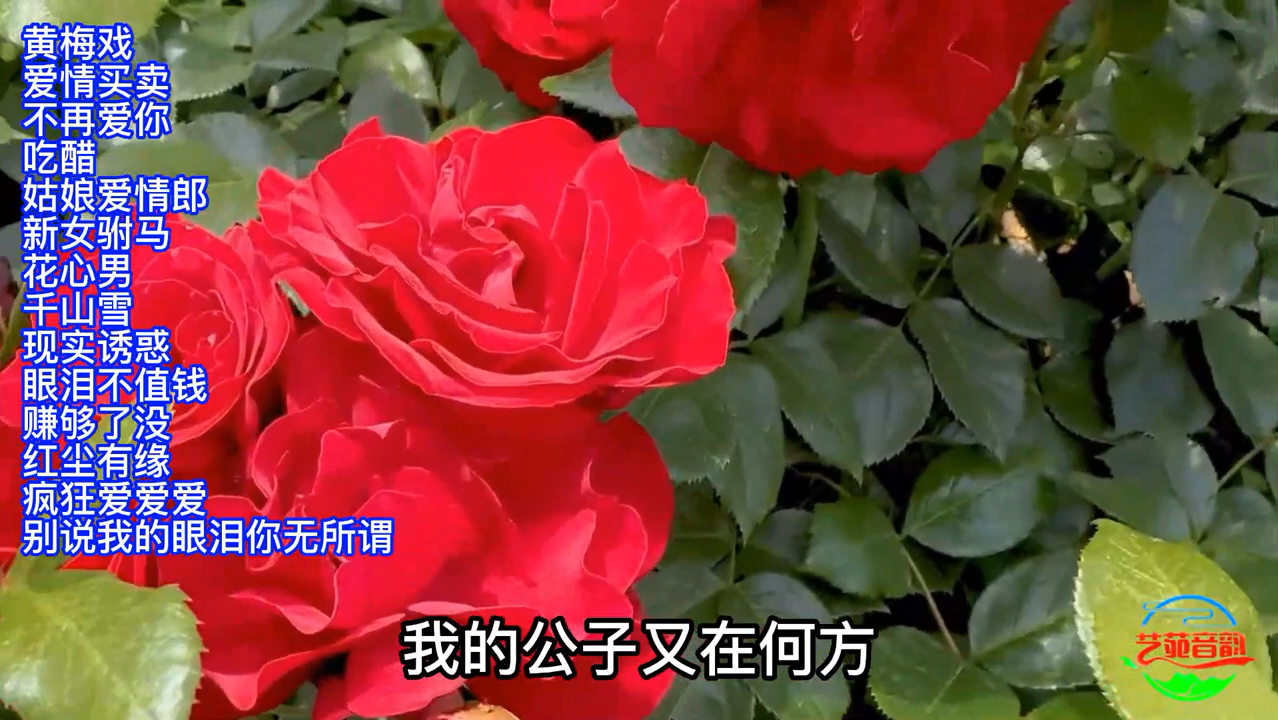 黄梅戏
爱情买卖
不再爱你
吃醋
姑娘爱情郎
新女驸马
花心男
千山雪
现实诱惑
眼泪不值钱
赚够了没
红尘有缘
疯狂爱爱爱
别说我的眼泪你无所谓
我的公子又在何方
艺苑音韵